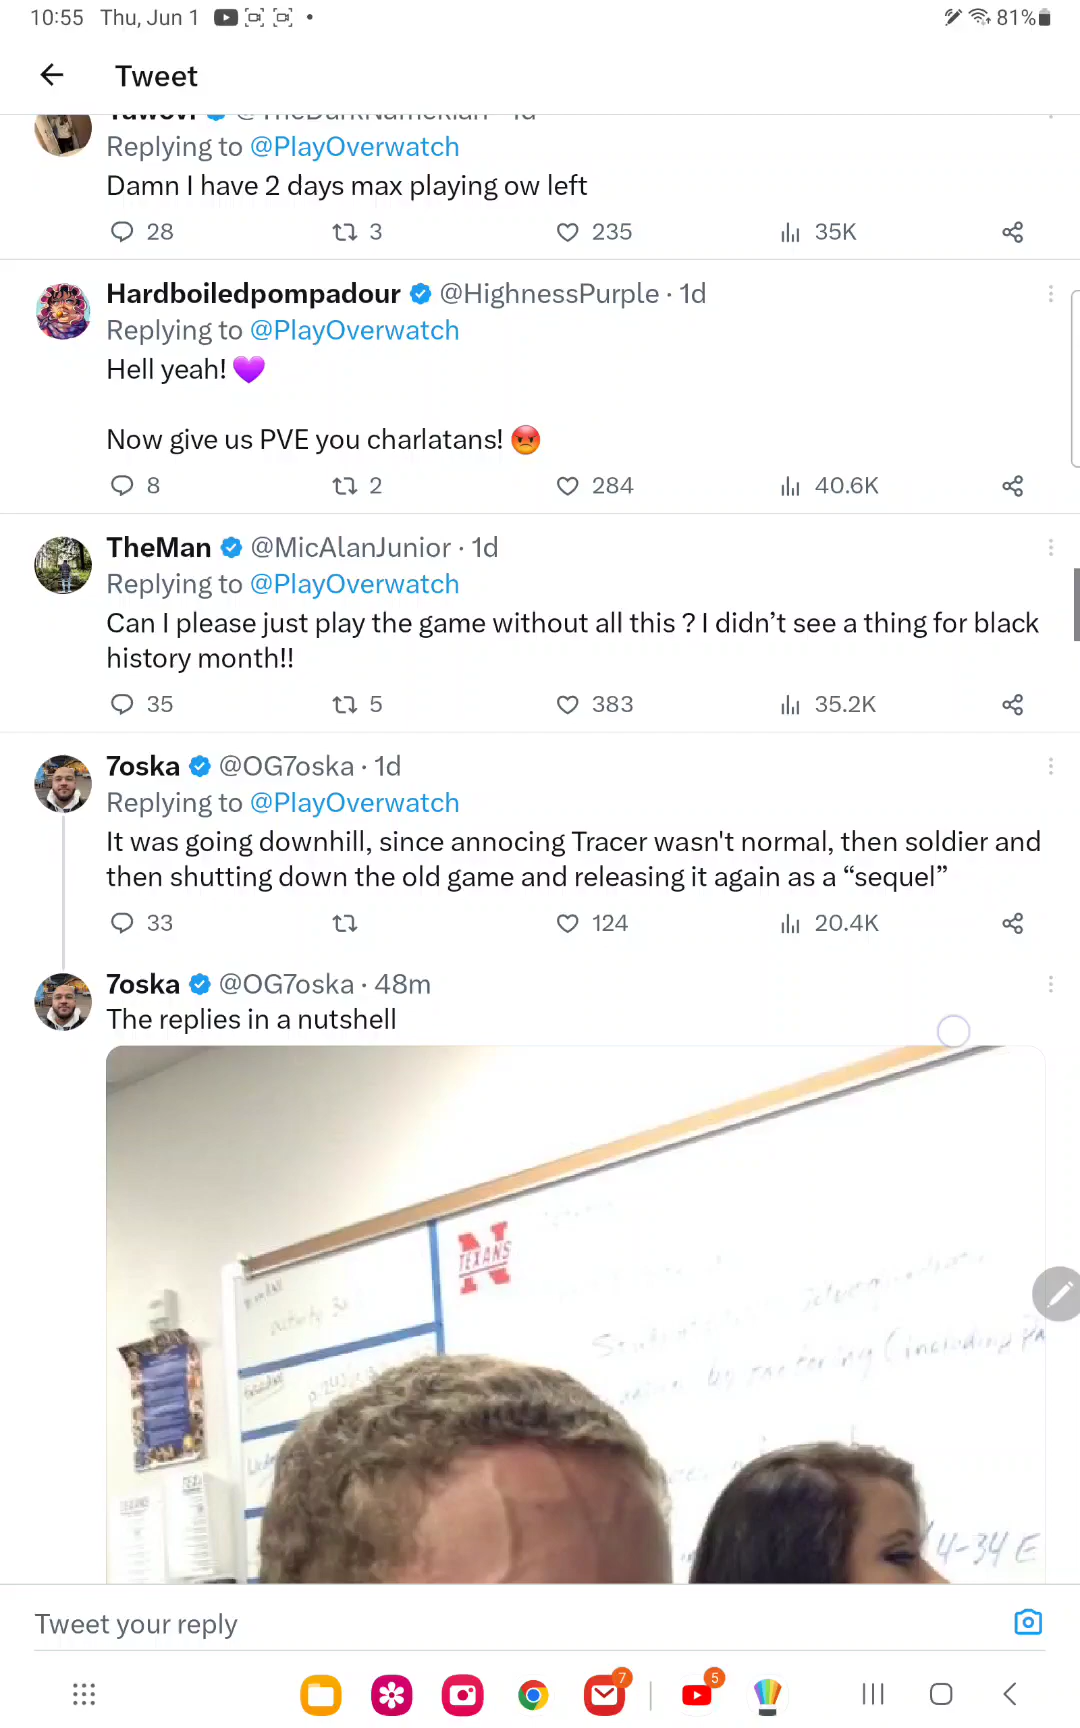 10:55 Thu, Jun 1 81%
Tweet
Replying to @PlayOverwatch
Damn I have 2 days max playing ow left
28 3 235 35K
Hardboiledpompadour @HighnessPurple · 1d
Replying to @PlayOverwatch
Hell yeah! 💜
Now give us PVE you charlatans! 😡
8 2 284 40.6K
TheMan @MicAlanJunior · 1d
Replying to @PlayOverwatch
Can I please just play the game without all this ? I didn’t see a thing for black
history month!!
35 5 383 35.2K
7oska @OG7oska · 1d
Replying to @PlayOverwatch
It was going downhill, since annocing Tracer wasn't normal, then soldier and
then shutting down the old game and releasing it again as a “sequel”
33 124 20.4K
7oska @OG7oska · 48m
The replies in a nutshell
N
TEXANS
(including
4-34 E
Tweet your reply
7 5